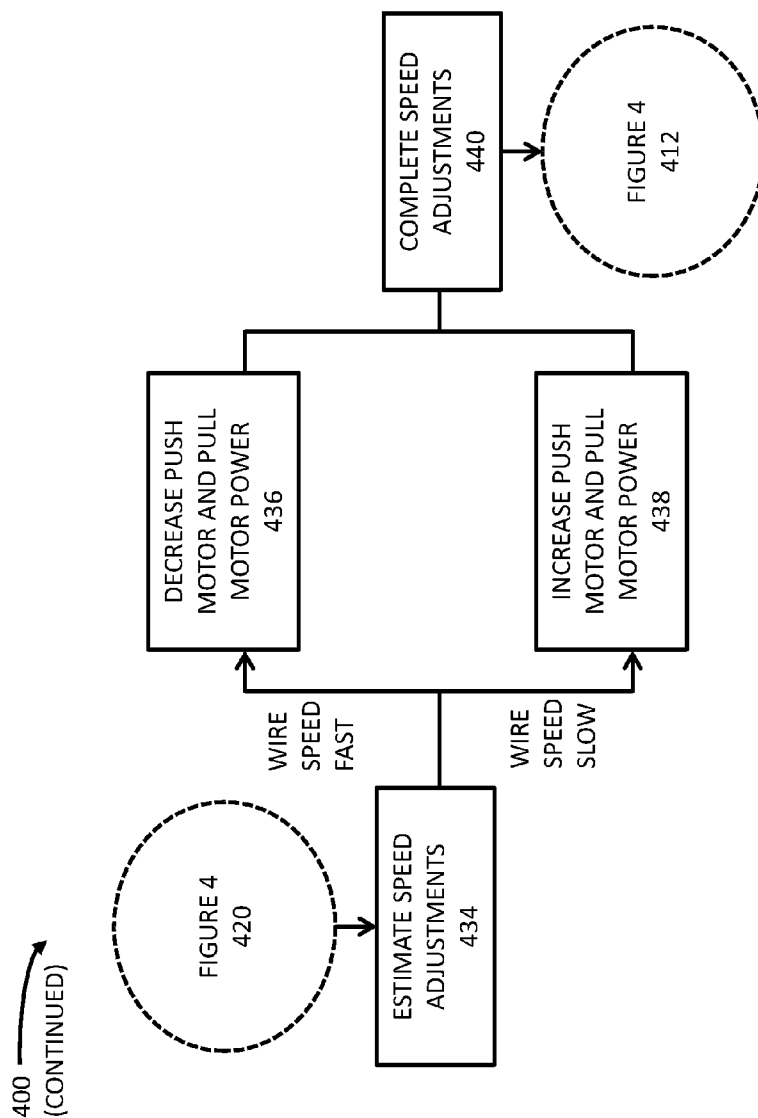 400
(CONTINUED)
FIGURE 4
420
ESTIMATE SPEED
ADJUSTMENTS
434
WIRE
SPEED
FAST
WIRE
SPEED
SLOW
DECREASE PUSH
MOTOR AND PULL
MOTOR POWER
436
INCREASE PUSH
MOTOR AND PULL
MOTOR POWER
438
COMPLETE SPEED
ADJUSTMENTS
440
FIGURE 4
412